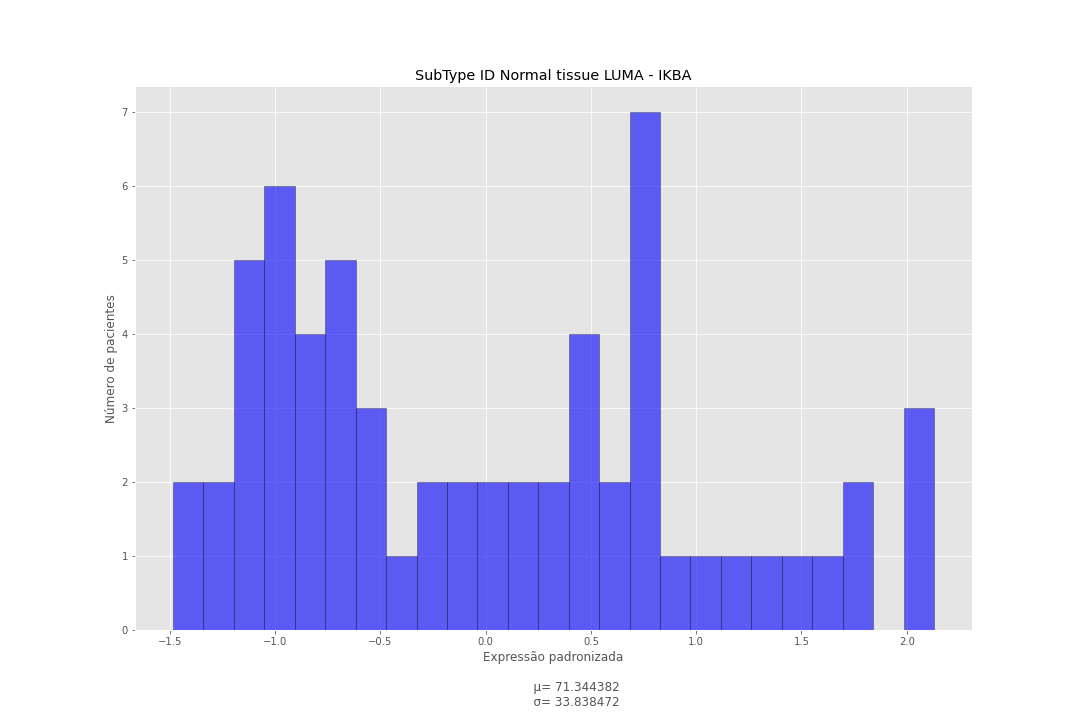 SubType ID Normal tissue LUMA - IKBA
7
6
5
4
3
2
1
0
Número de pacientes
−1.5 −1.0 −0.5 0.0 0.5 1.0 1.5 2.0
Expressão padronizada
μ= 71.344382
σ= 33.838472